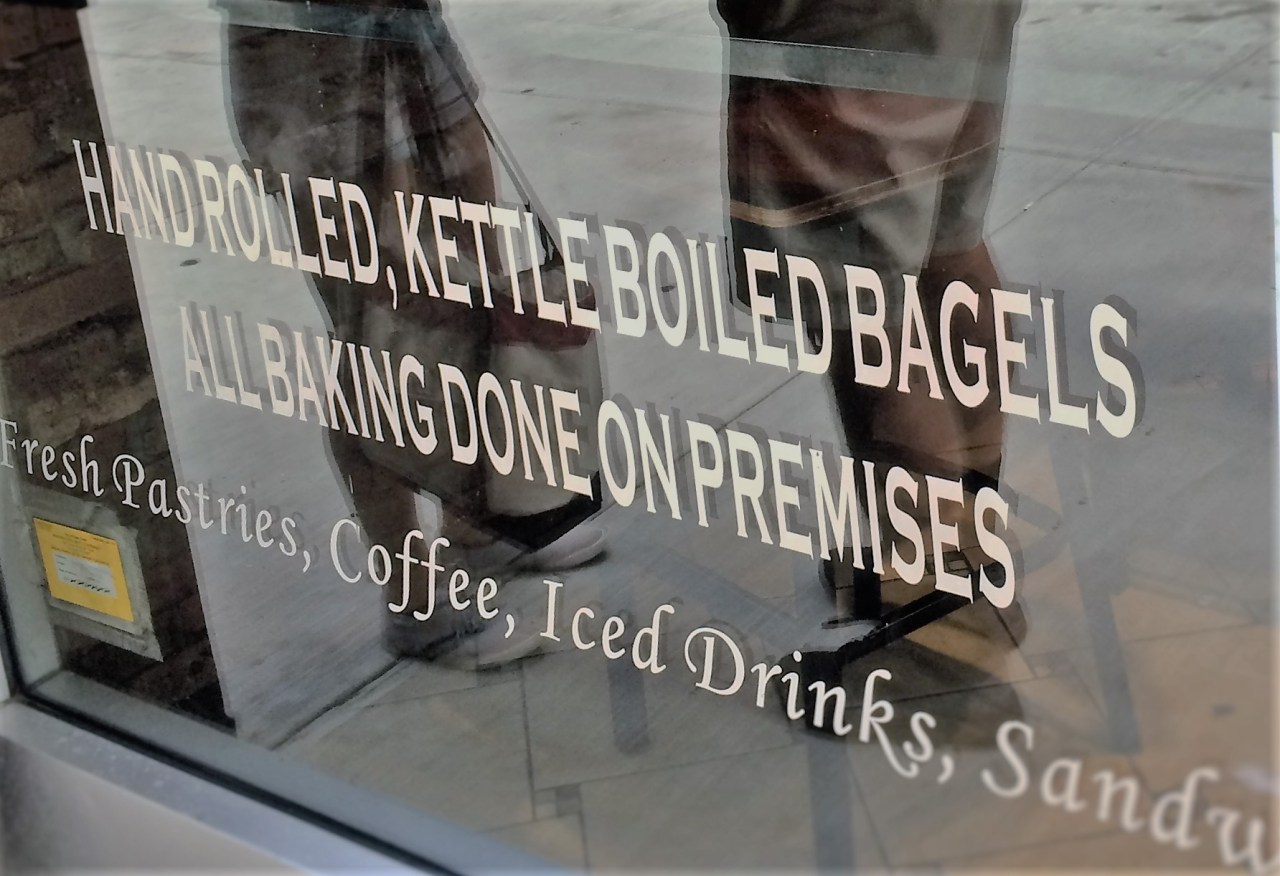 HAND ROLLED, KETTLE BOILED BAGELS
ALL BAKING DONE ON PREMISES
Fresh Pastries, Coffee, Iced Drinks, Sandw